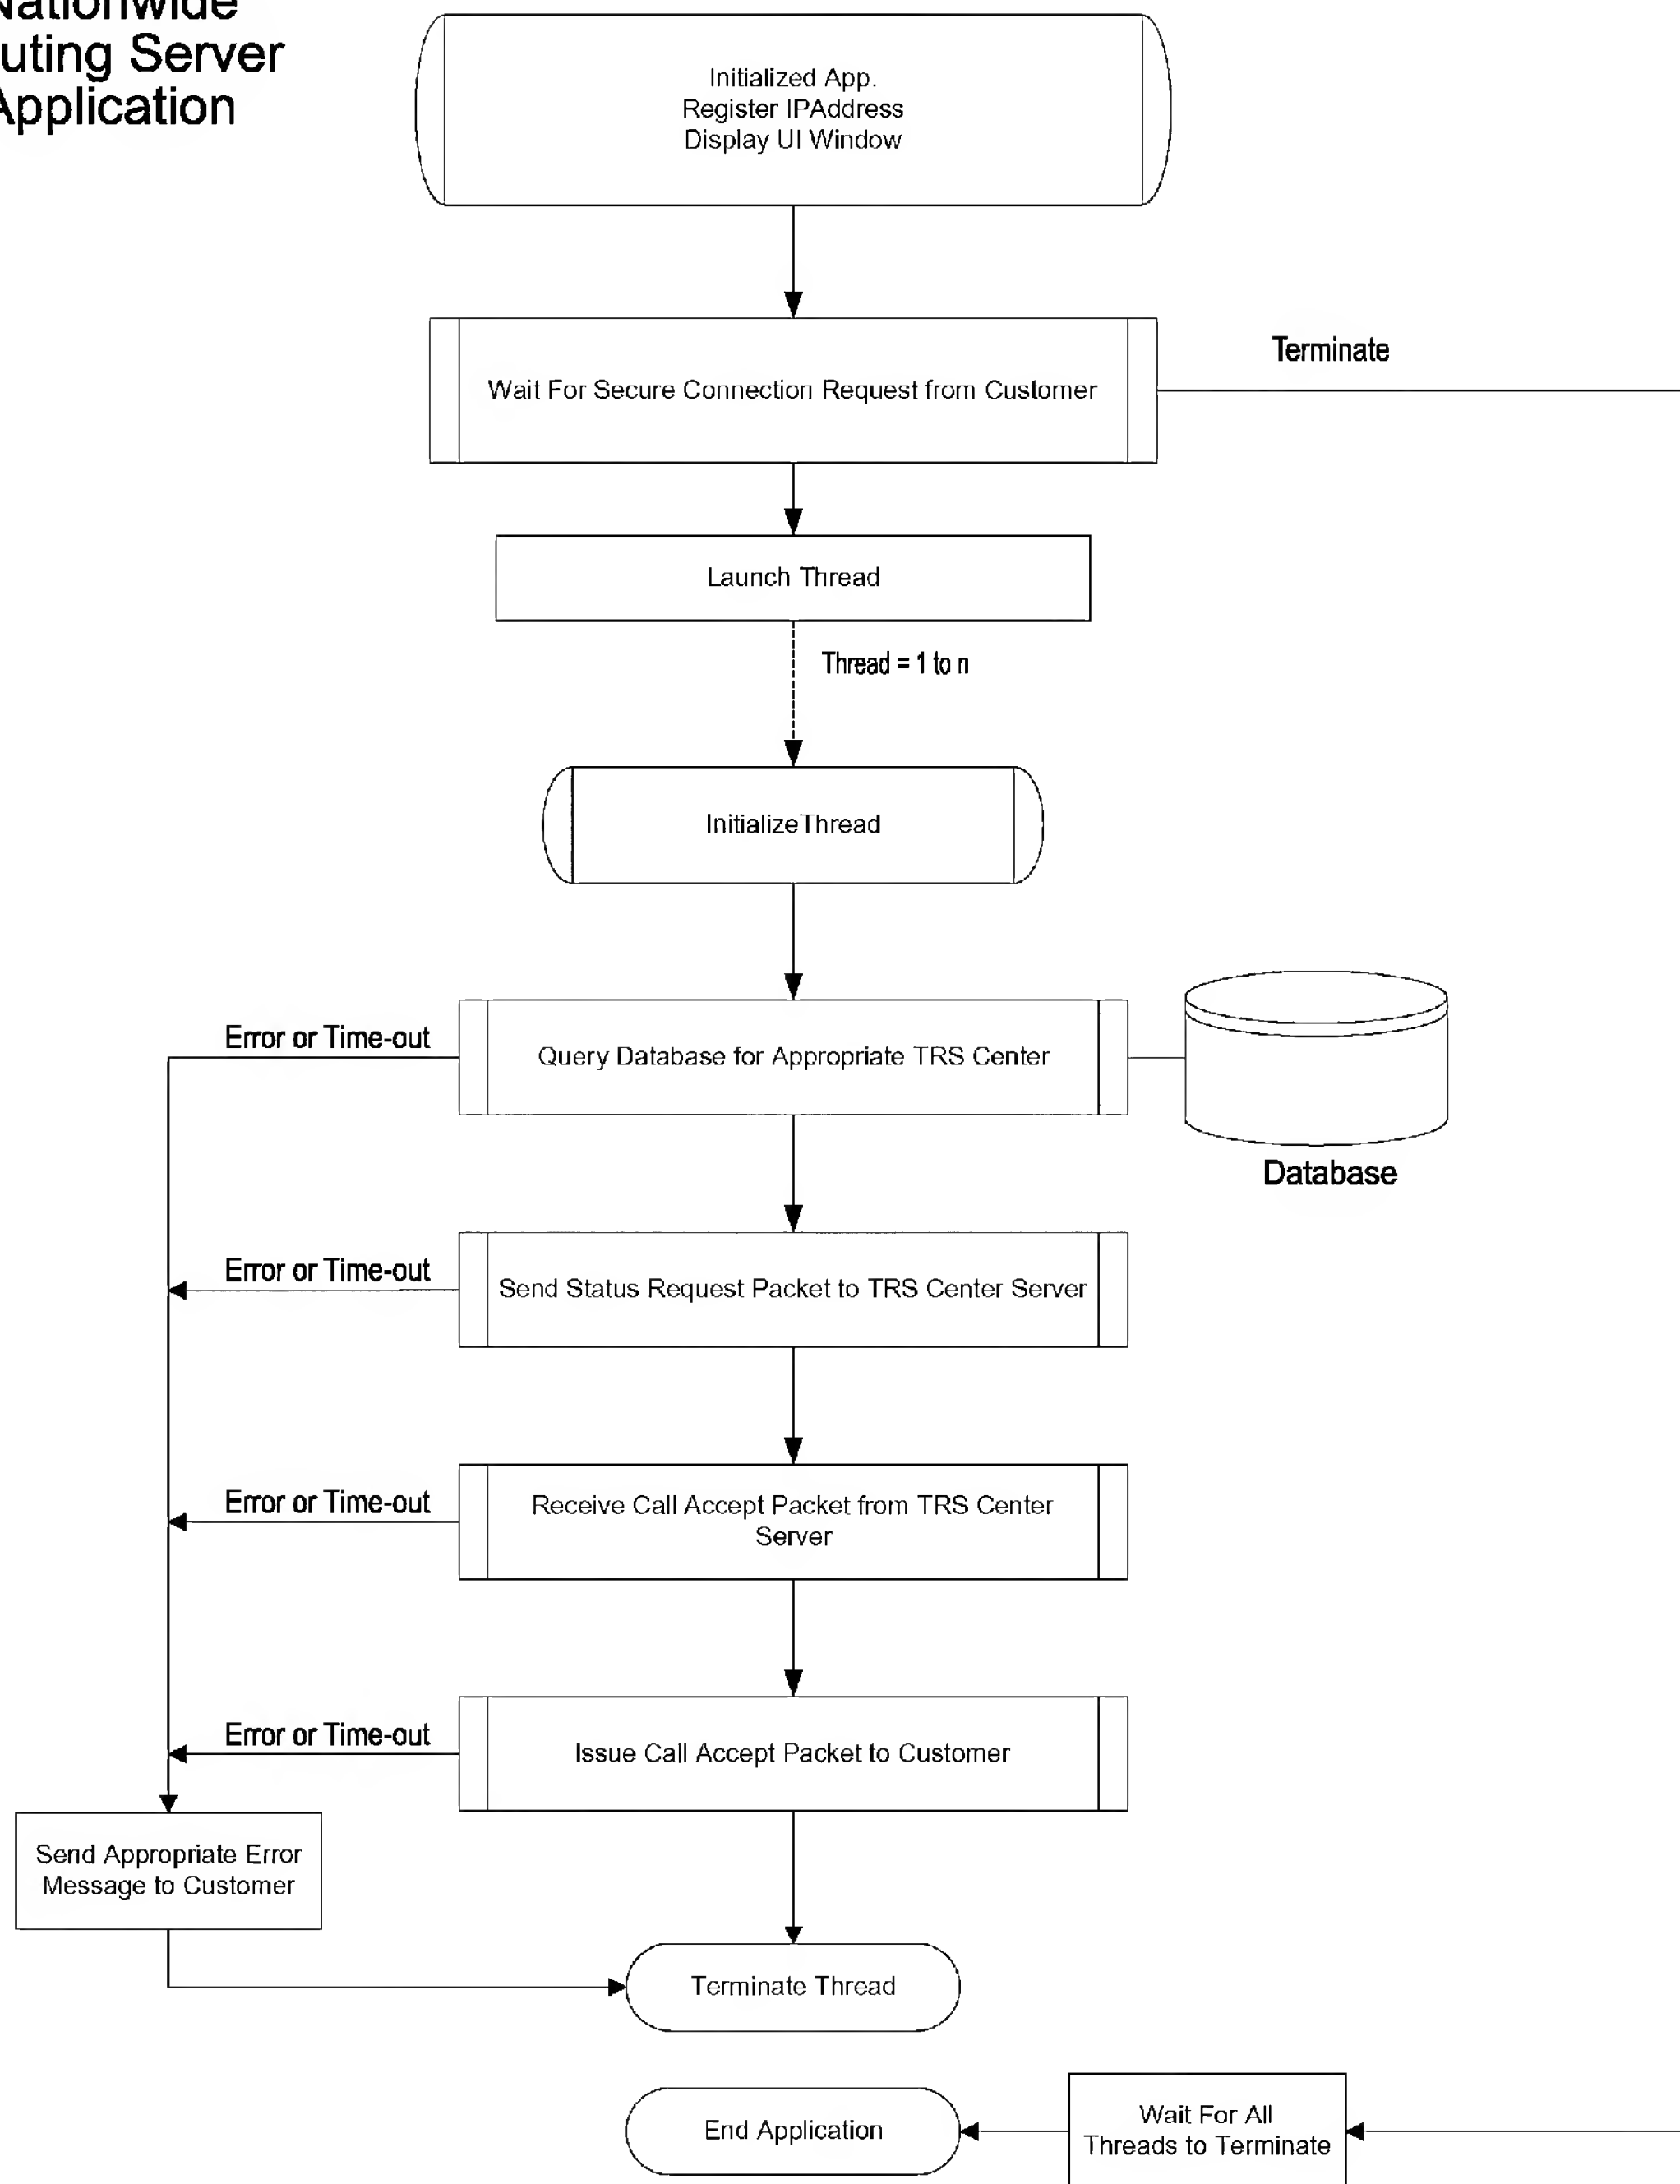 Nationwide
uting Server
Application
Initialized App.
Register IPAddress
Display UI Window
Terminate
Wait For Secure Connection Request from Customer
Launch Thread
Thread = 1 to n
InitializeThread
Error or Time-out
Query Database for Appropriate TRS Center
Database
Error or Time-out
Send Status Request Packet to TRS Center Server
Error or Time-out
Receive Call Accept Packet from TRS Center
Server
Error or Time-out
Issue Call Accept Packet to Customer
Send Appropriate Error
Message to Customer
Terminate Thread
End Application
Wait For All
Threads to Terminate